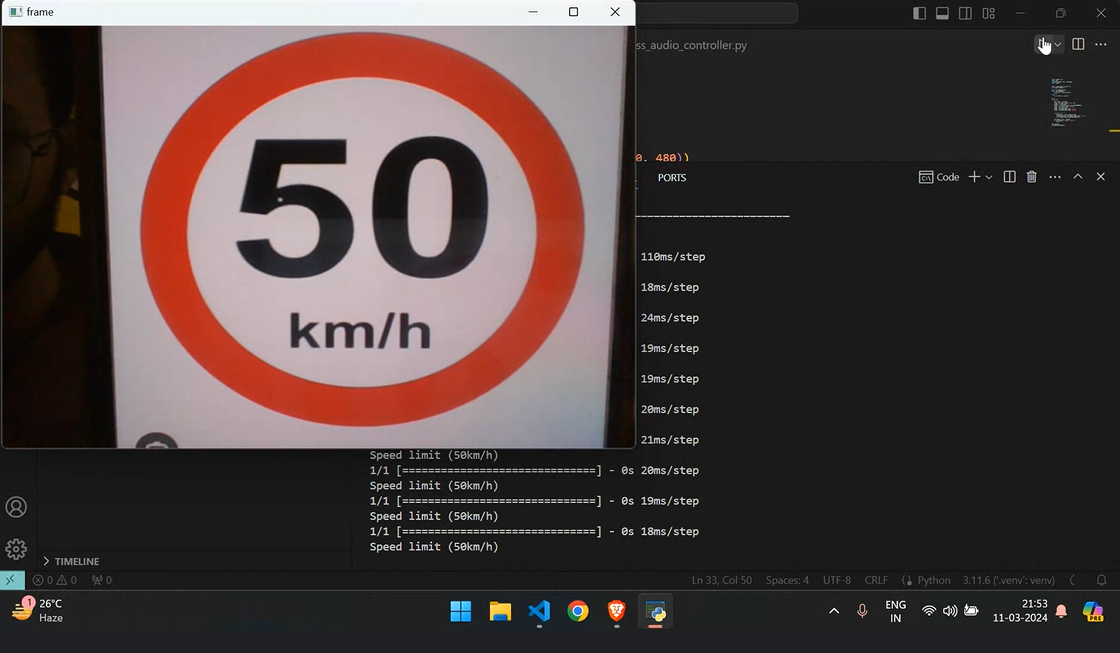 frame
ss_audio_controller.py
50
km/h
0, 480))
PORTS
Code
110ms/step
18ms/step
24ms/step
19ms/step
19ms/step
20ms/step
21ms/step
Speed limit (50km/h)
1/1 [==============================] - 0s 20ms/step
Speed limit (50km/h)
1/1 [==============================] - 0s 19ms/step
Speed limit (50km/h)
1/1 [==============================] - 0s 18ms/step
Speed limit (50km/h)
TIMELINE
0 0 0
Ln 33, Col 50 Spaces: 4 UTF-8 CRLF Python 3.11.6 ('.venv': venv)
1
26°C
Haze
ENG
IN
21:53
11-03-2024
PRE